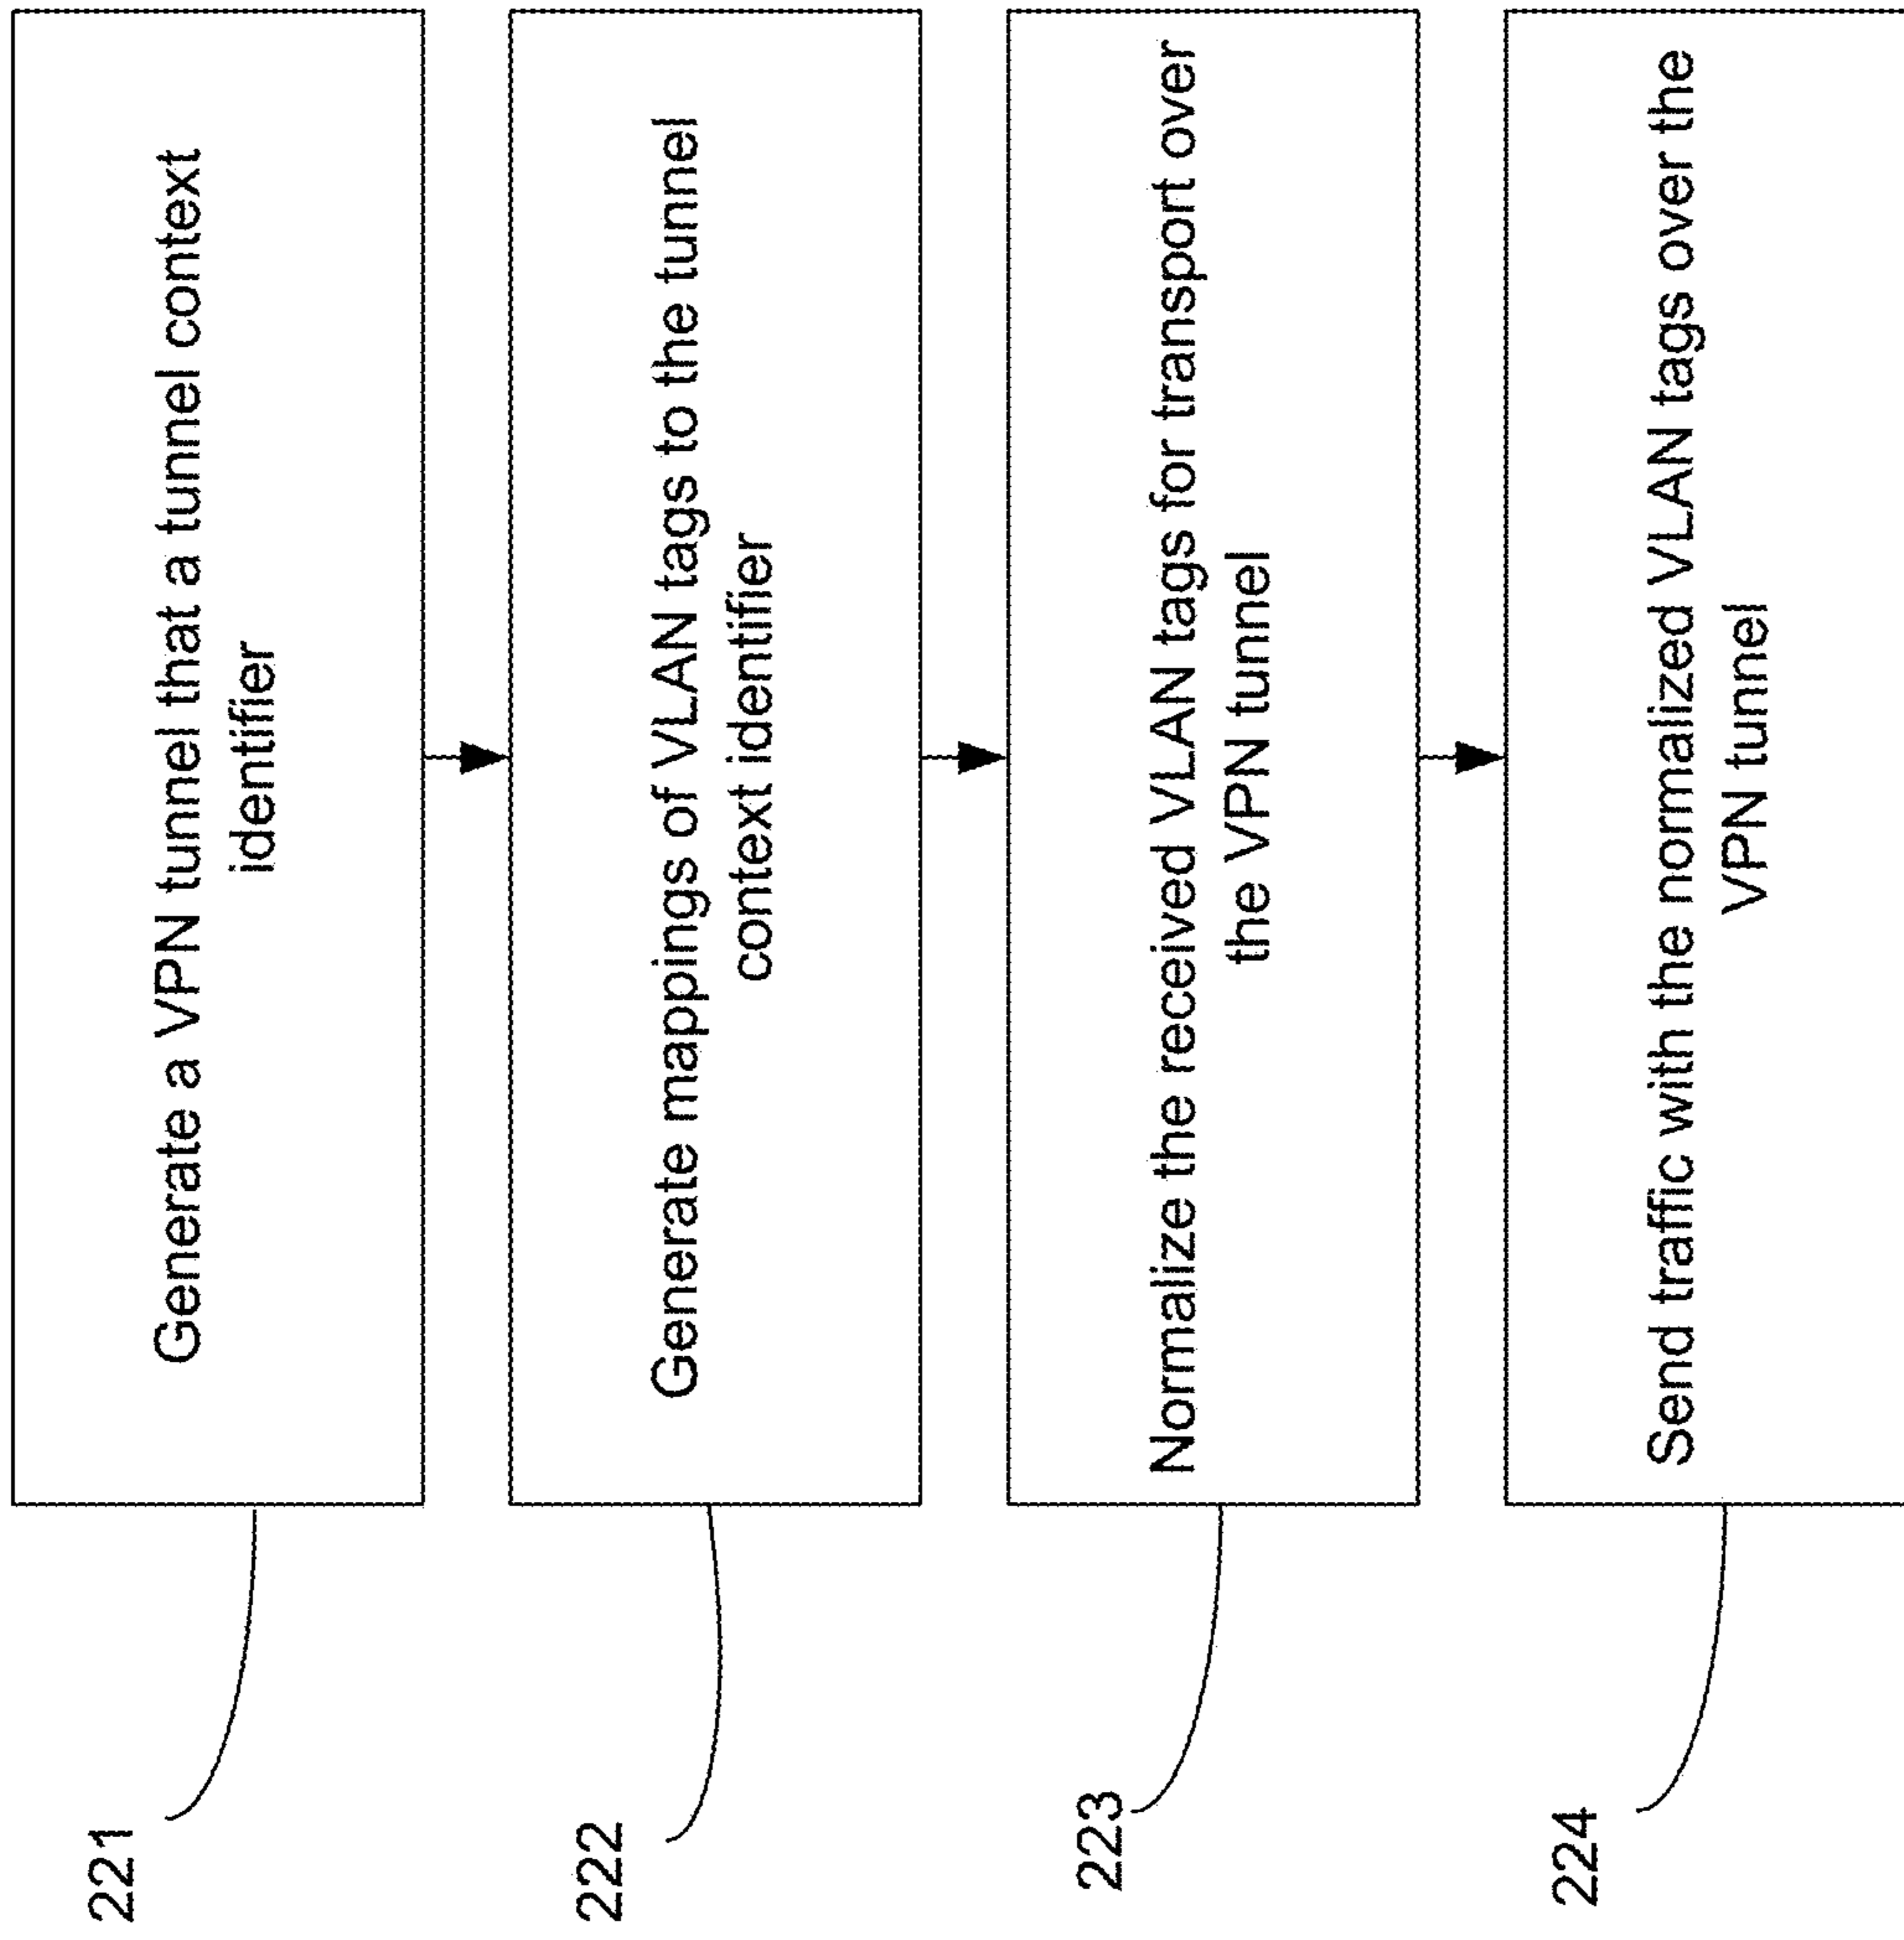 221
Generate a VPN tunnel that a tunnel context
identifier
222
Generate mappings of VLAN tags to the tunnel
context identifier
223
Normalize the received VLAN tags for transport over
the VPN tunnel
224
Send traffic with the normalized VLAN tags over the
VPN tunnel